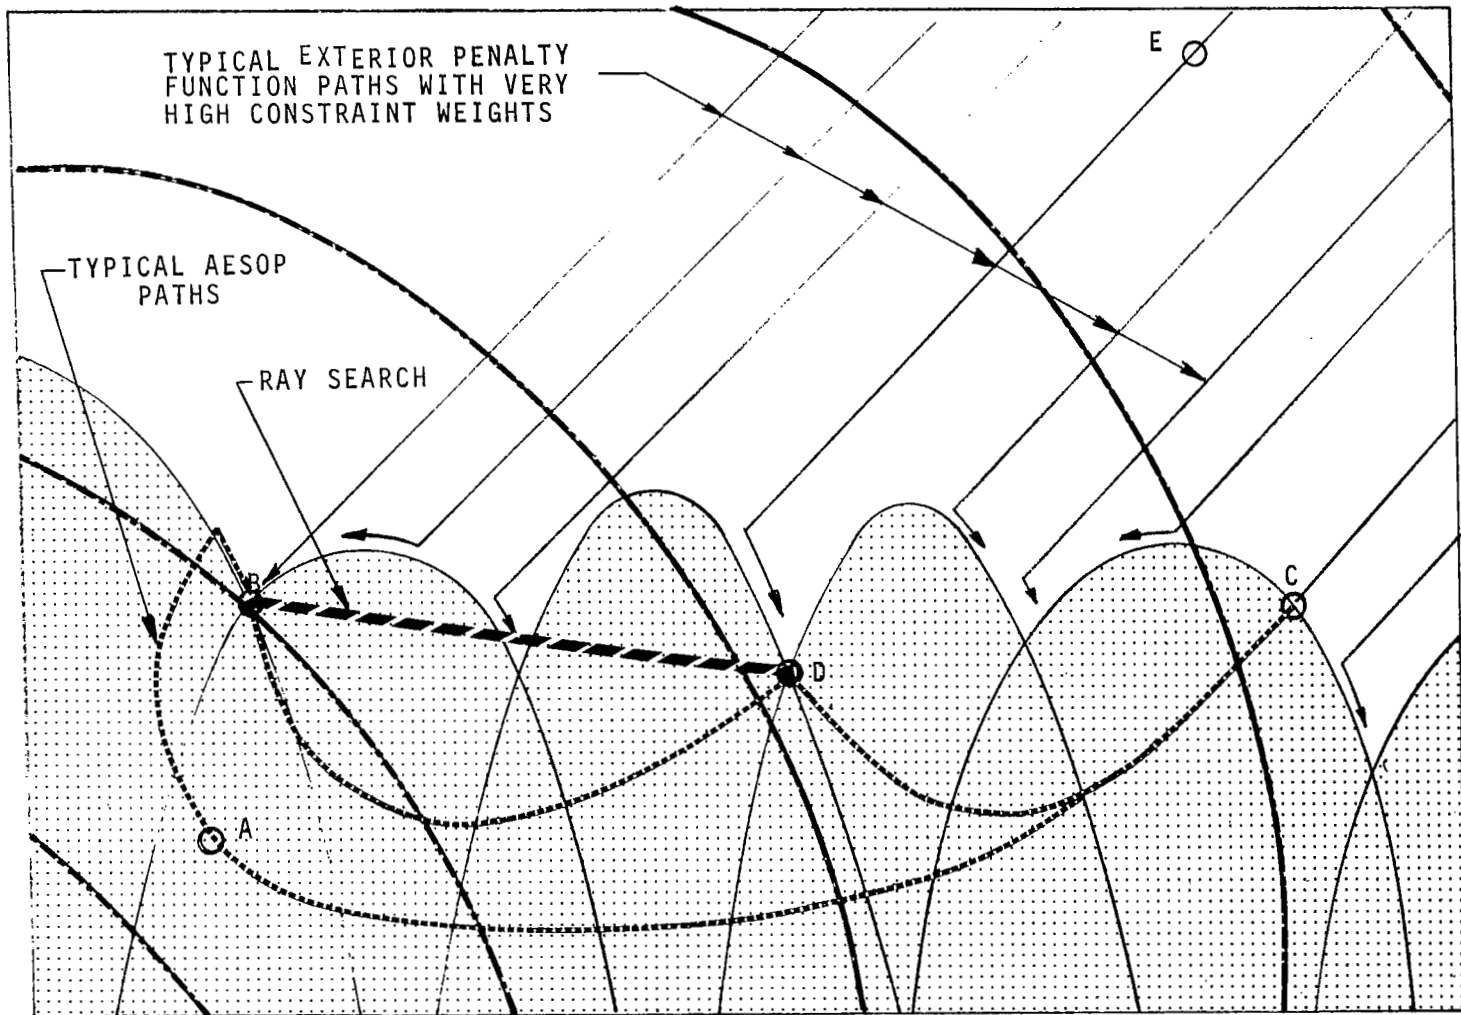 TYPICAL EXTERIOR PENALTY
FUNCTION PATHS WITH VERY
HIGH CONSTRAINT WEIGHTS
E
TYPICAL AESOP
PATHS
RAY SEARCH
B
C
D
A